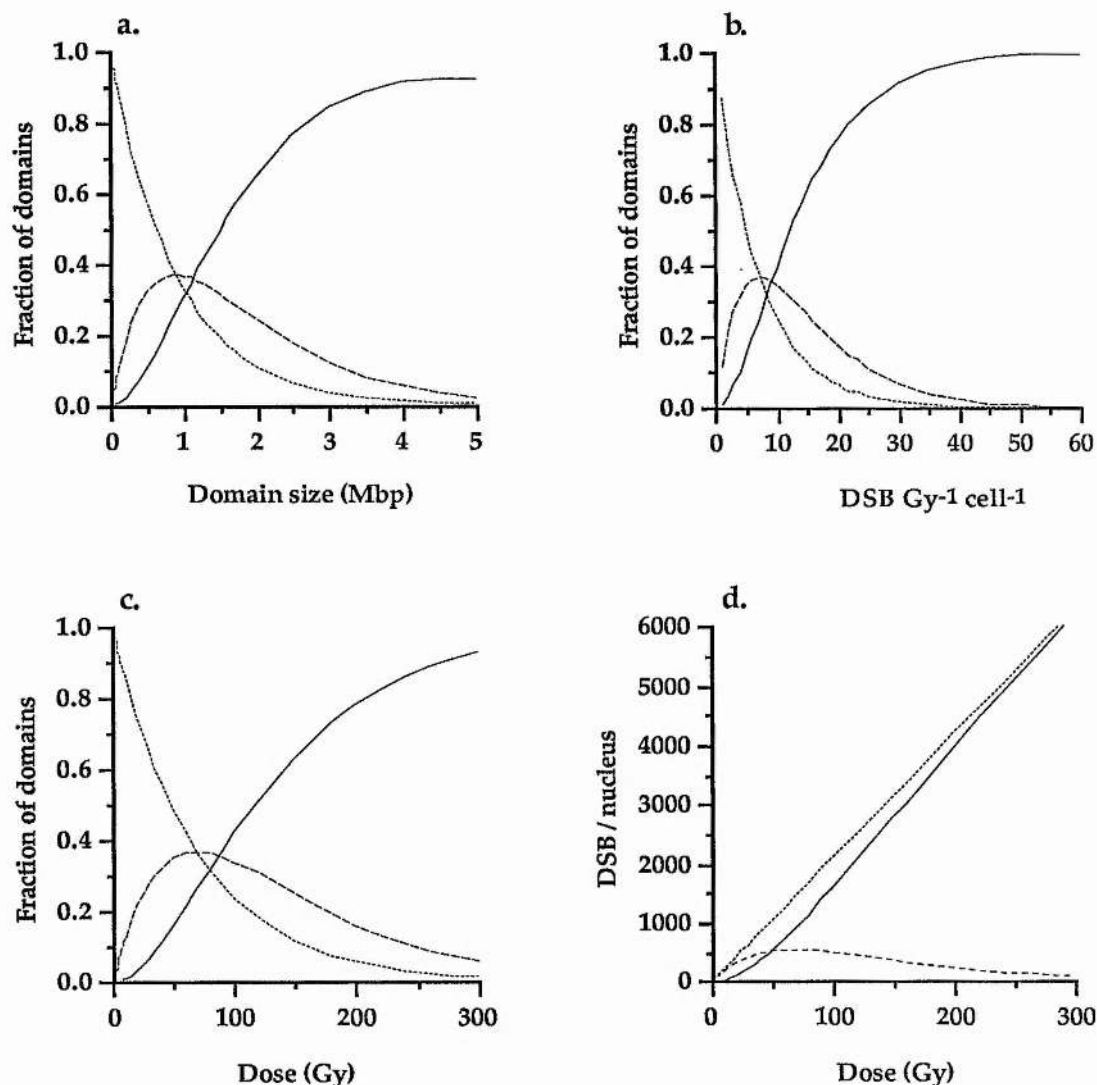 a.
1.0
0.8
0.6
0.4
0.2
0.0
Fraction of domains
0 1 2 3 4 5
Domain size (Mbp)
b.
1.0
0.8
0.6
0.4
0.2
0.0
Fraction of domains
0 10 20 30 40 50 60
DSB Gy-1 cell-1
c.
1.0
0.8
0.6
0.4
0.2
0.0
Fraction of domains
0 100 200 300
Dose (Gy)
d.
6000
5000
4000
3000
2000
1000
0
DSB / nucleus
0 100 200 300
Dose (Gy)